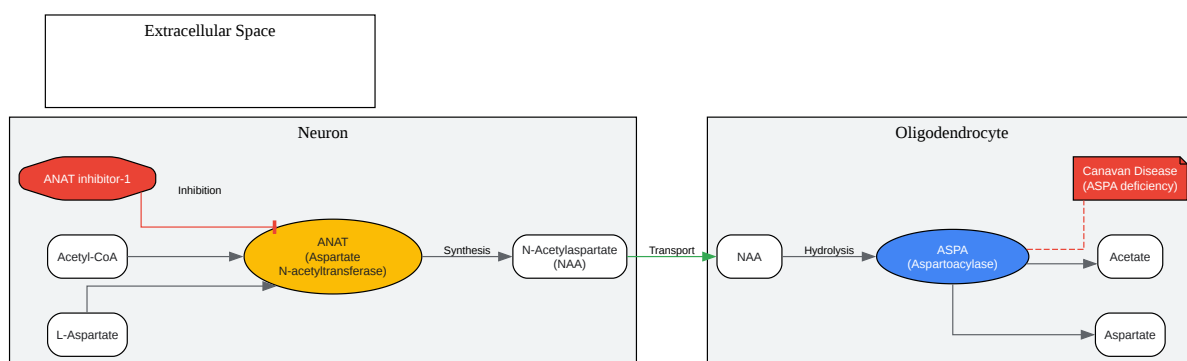 Extracellular Space
Neuron
ANAT inhibitor-1
Inhibition
Acetyl-CoA
L-Aspartate
ANAT
(Aspartate
N-acetyltransferase)
Synthesis
N-Acetylaspartate
(NAA)
Transport
Oligodendrocyte
NAA
Hydrolysis
ASPA
(Aspartoacylase)
Canavan Disease
(ASPA deficiency)
Acetate
Aspartate